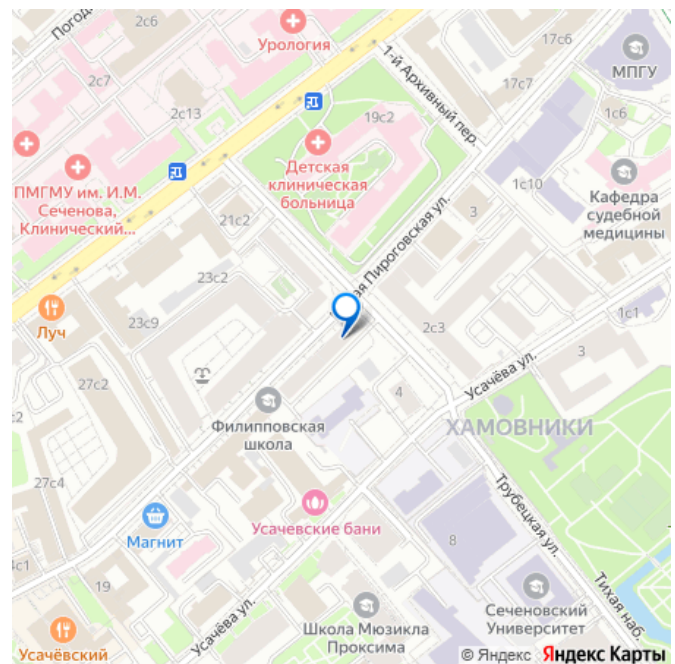 Погод
2с6
17с6
Урология
МПГУ
2с7
17с7
1-й Архивный пер.
2с13
19с2
1с6
Детская
клиническая
больница
ПМГМУ им. И.М.
Сеченова,
Клинический...
1с10
Кафедра
судебной
медицины
21с2
3
ая Пироговская ул.
23с2
Луч
23с9
2с3
1с1
3
27с2
4
Усачёва ул.
Филипповская
школа
ХАМОВНИКИ
27с4
Трубецкая ул.
Магнит
Усачевские бани
8
4с1
19
Тихая наб.
Усачёва ул.
Школа Мюзикла
Проксима
Сеченовский
Университет
Усачёвский
© Яндекс Яндекс Карты